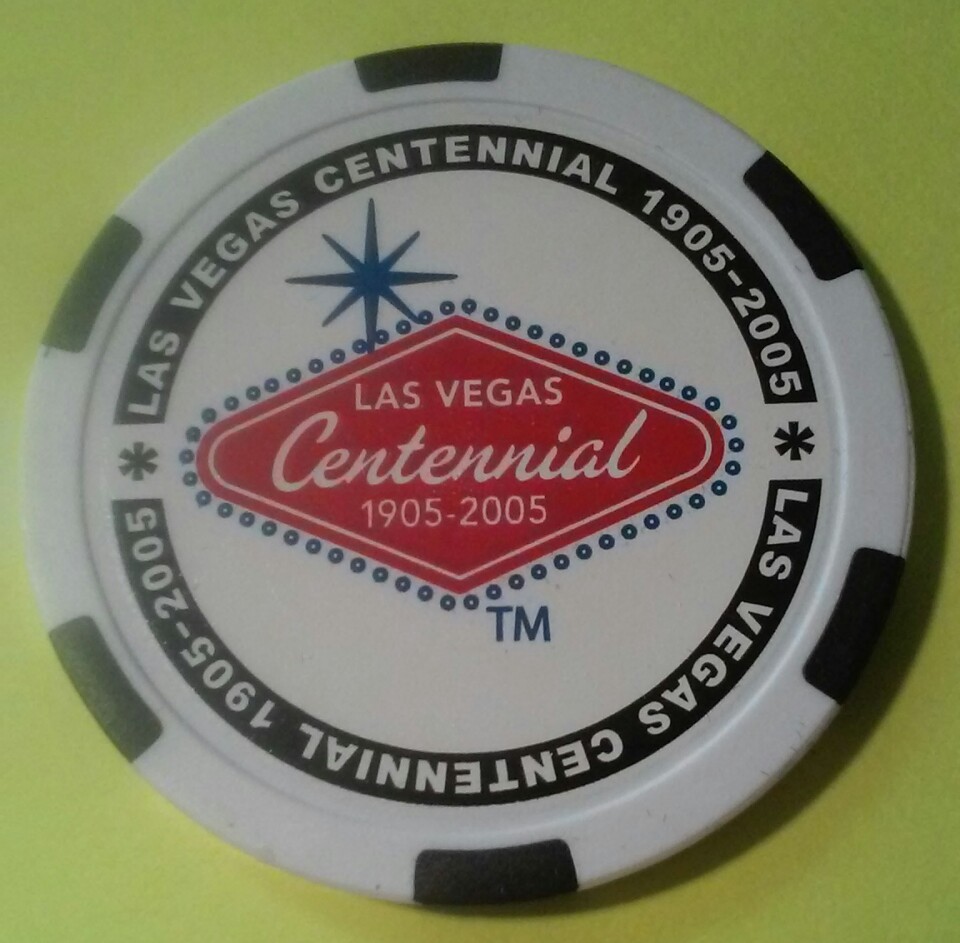 LAS VEGAS CENTENNIAL 1905-2005
*
LAS VEGAS CENTENNIAL 1905-2005
*
LAS VEGAS
Centennial
1905-2005
TM